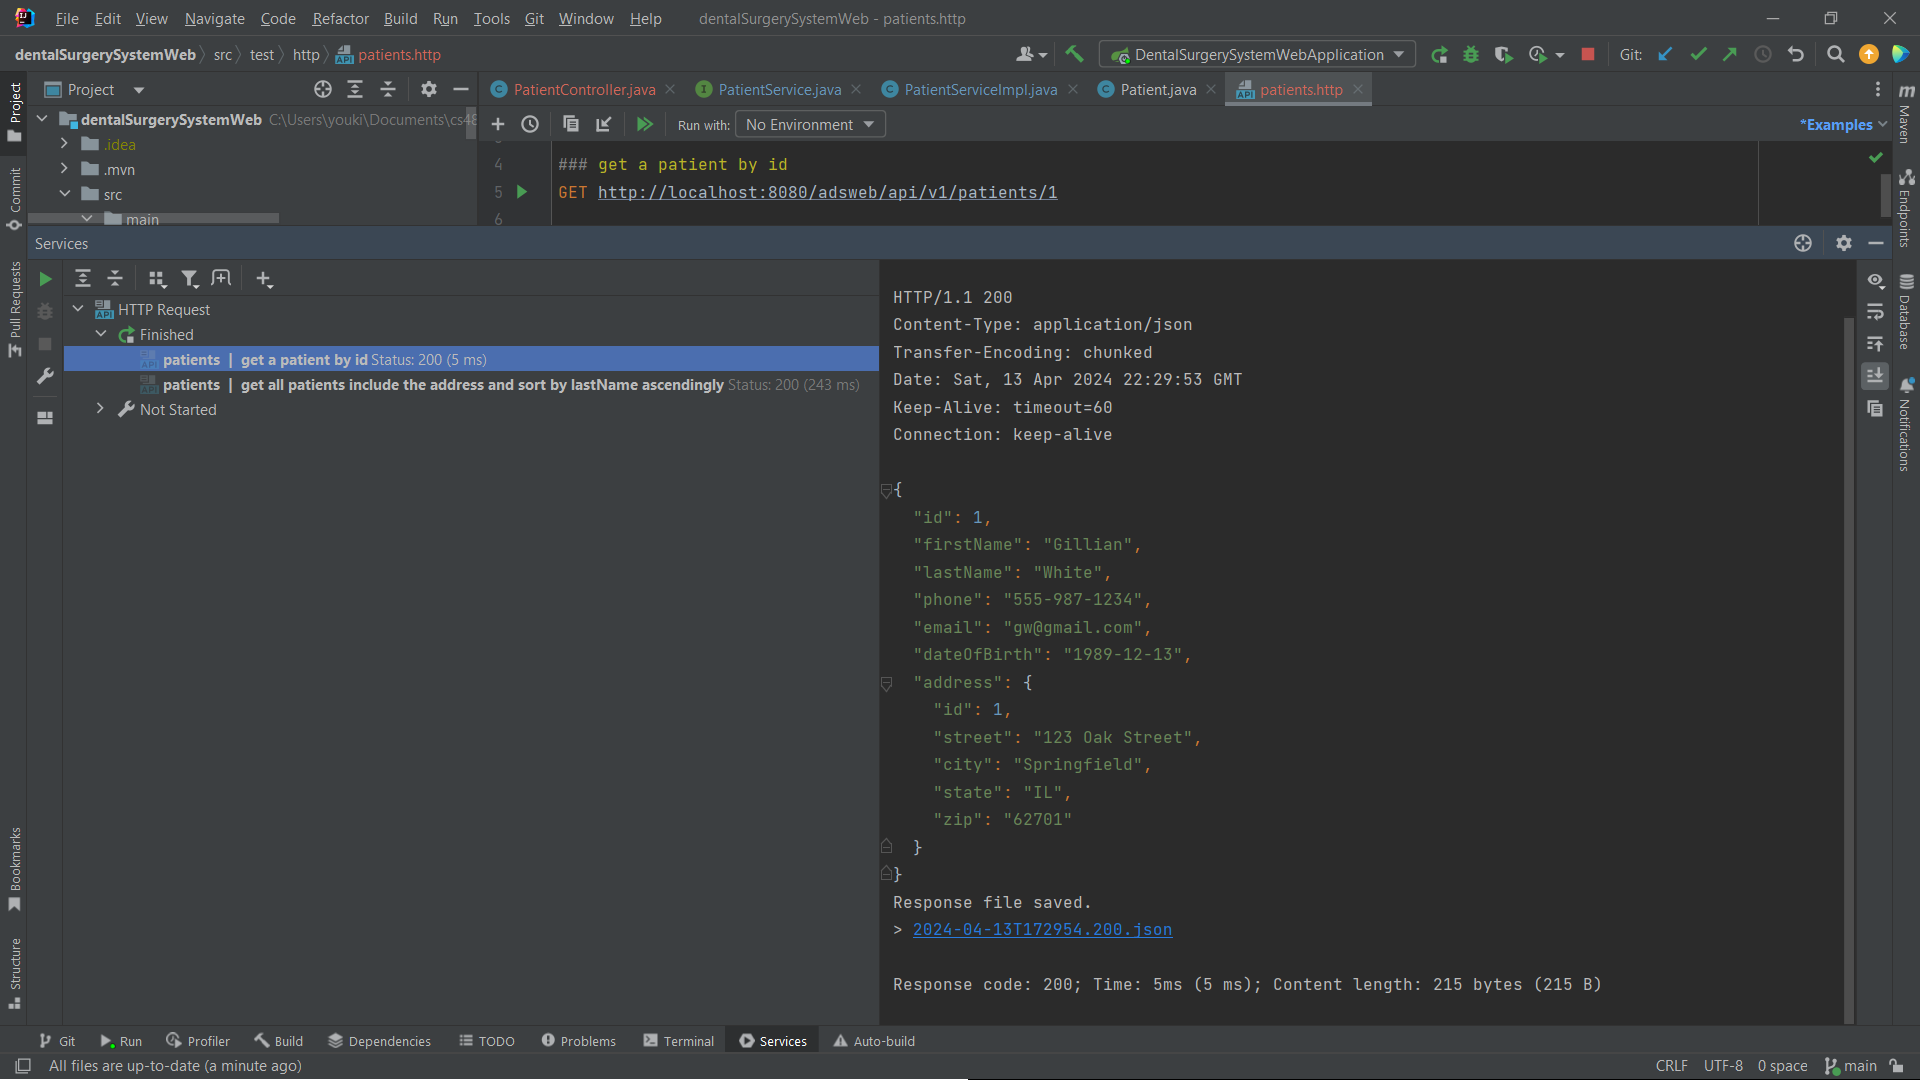 File Edit View Navigate Code Refactor Build Run Tools Git Window Help dentalSurgerySystemWeb - patients.http
dentalSurgerySystemWeb src test http patients.http DentalSurgerySystemWebApplication Git:
Project PatientController.java PatientService.java PatientServiceImpl.java Patient.java patients.http
dentalSurgerySystemWeb C:\Users\youki\Documents\cs48
.idea
.mvn
src
main
Run with: No Environment *Examples
4 ### get a patient by id
5 GET http://localhost:8080/adsweb/api/v1/patients/1
6
Services
HTTP Request
Finished
patients | get a patient by id Status: 200 (5 ms)
patients | get all patients include the address and sort by lastName ascendingly Status: 200 (243 ms)
Not Started
HTTP/1.1 200
Content-Type: application/json
Transfer-Encoding: chunked
Date: Sat, 13 Apr 2024 22:29:53 GMT
Keep-Alive: timeout=60
Connection: keep-alive
{
"id": 1,
"firstName": "Gillian",
"lastName": "White",
"phone": "555-987-1234",
"email": "gw@gmail.com",
"dateOfBirth": "1989-12-13",
"address": {
"id": 1,
"street": "123 Oak Street",
"city": "Springfield",
"state": "IL",
"zip": "62701"
}
}
Response file saved.
> 2024-04-13T172954.200.json
Response code: 200; Time: 5ms (5 ms); Content length: 215 bytes (215 B)
Project
Commit
Pull Requests
Bookmarks
Structure
Maven
Endpoints
Database
Notifications
Git Run Profiler Build Dependencies TODO Problems Terminal Services Auto-build
All files are up-to-date (a minute ago) CRLF UTF-8 0 space main